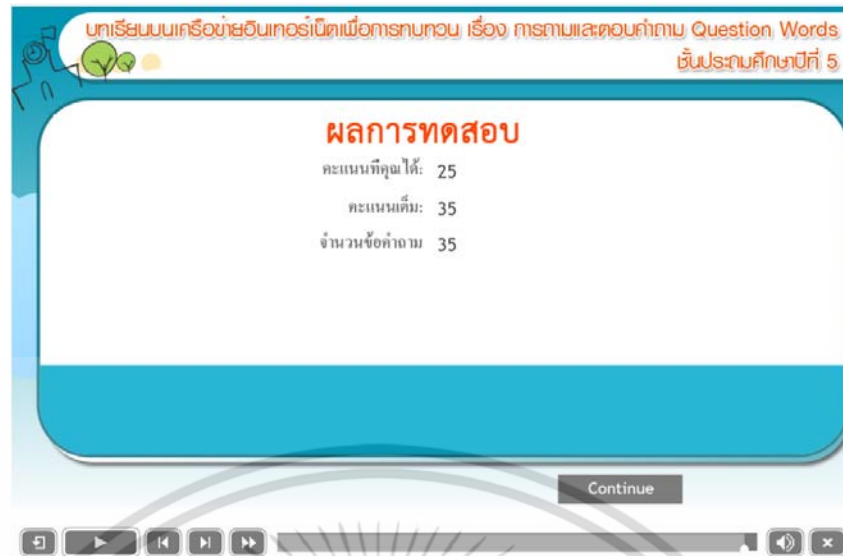 บทเรียนบนเครือข่ายอินเทอร์เน็ตเพื่อการทบทวน เรื่อง การถามและตอบคำถาม Question Words
ชั้นประถมศึกษาปีที่ 5
ผลการทดสอบ
คะแนนที่คุณได้: 25
คะแนนเต็ม: 35
จำนวนข้อคำถาม 35
Continue